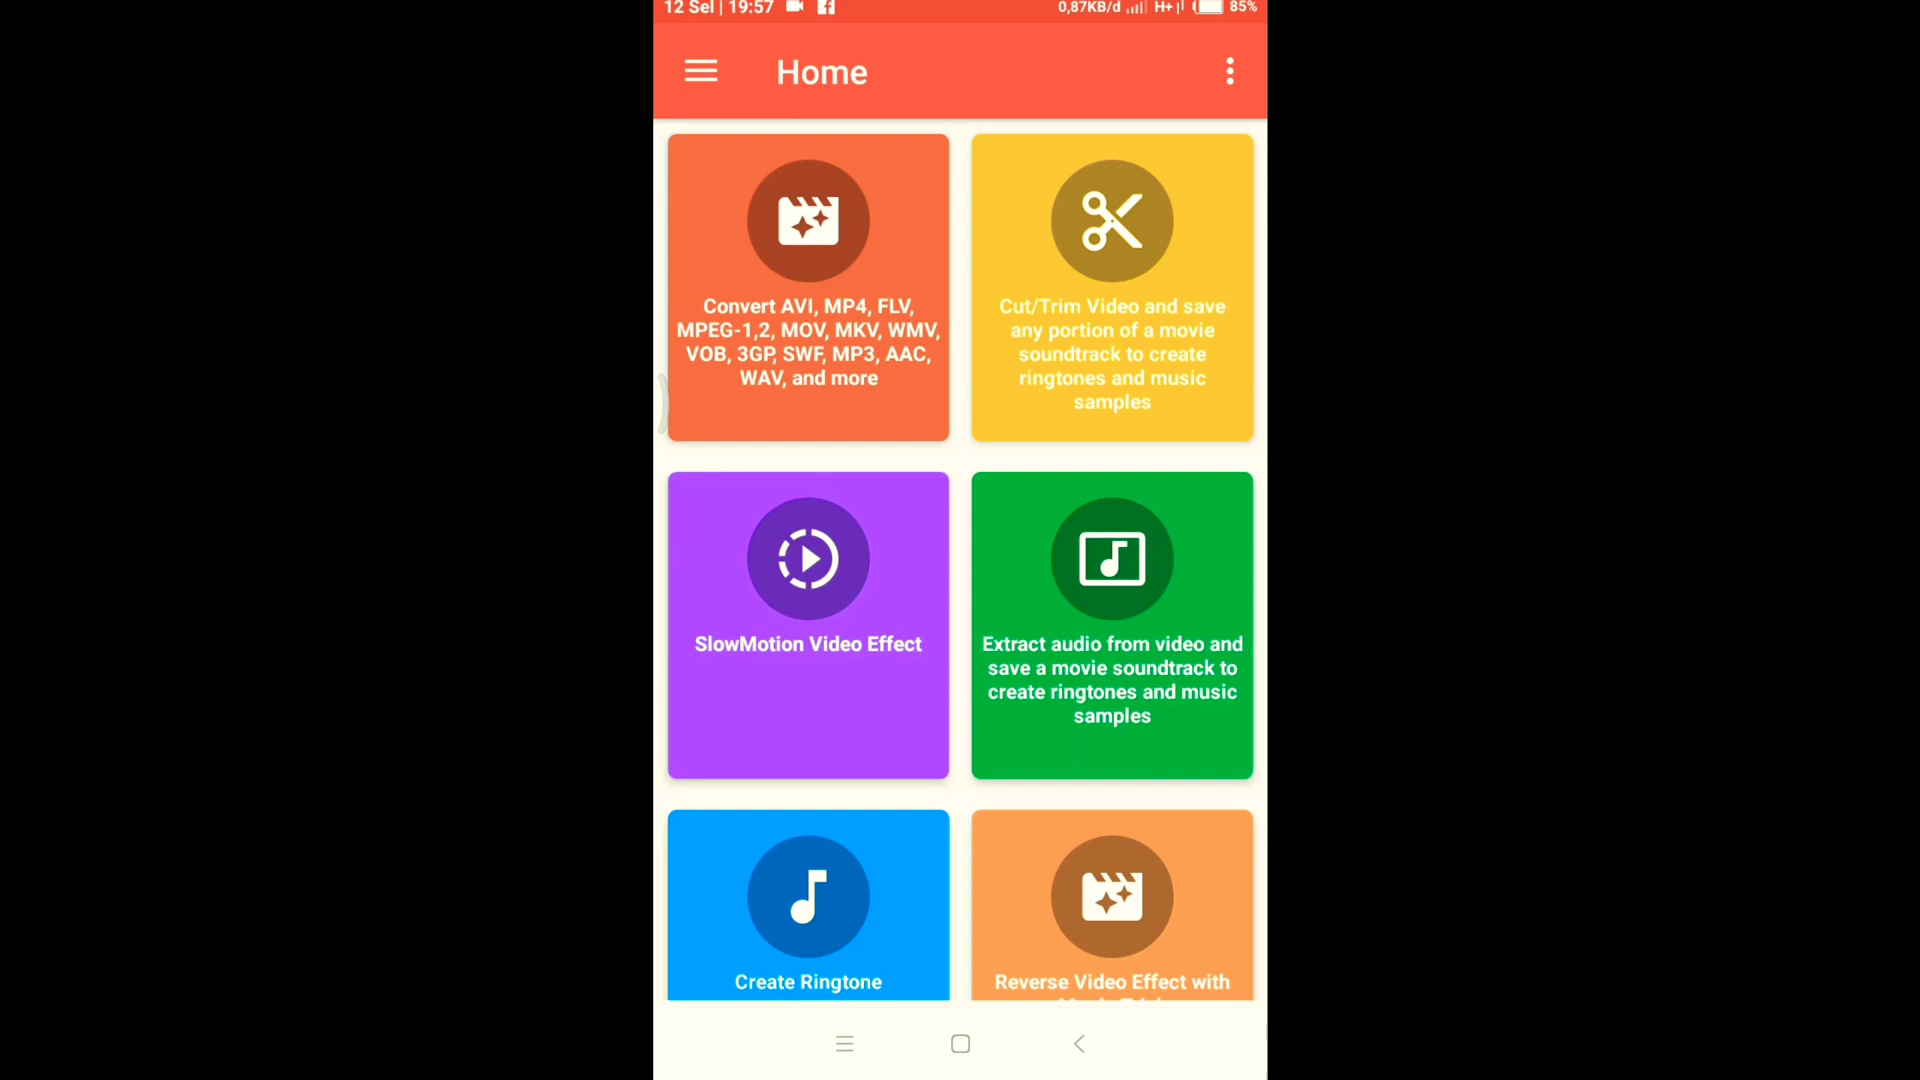 12 Sel | 19:57
0,87KB/d
H+
85%
Home
Convert AVI, MP4, FLV,
MPEG-1,2, MOV, MKV, WMV,
VOB, 3GP, SWF, MP3, AAC,
WAV, and more
Cut/Trim Video and save
any portion of a movie
soundtrack to create
ringtones and music
samples
SlowMotion Video Effect
Extract audio from video and
save a movie soundtrack to
create ringtones and music
samples
Create Ringtone
Reverse Video Effect with